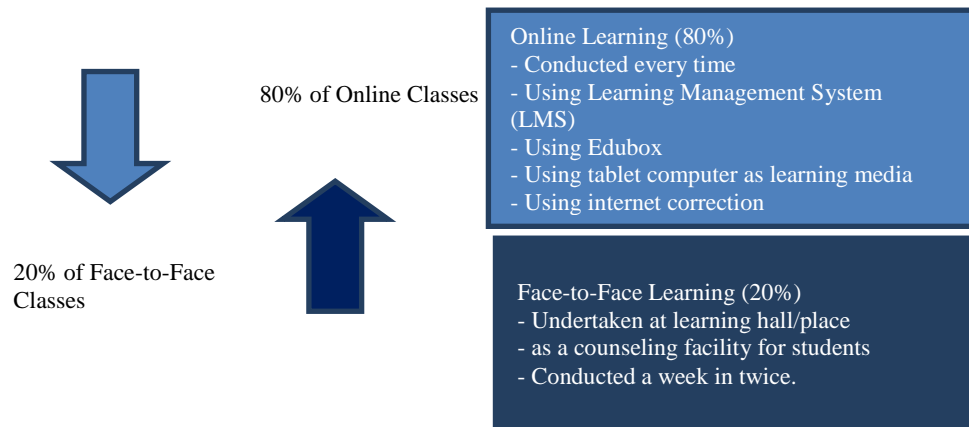 80% of Online Classes
20% of Face-to-Face
Classes
Online Learning (80%)
- Conducted every time
- Using Learning Management System
(LMS)
- Using Edubox
- Using tablet computer as learning media
- Using internet correction
Face-to-Face Learning (20%)
- Undertaken at learning hall/place
- as a counseling facility for students
- Conducted a week in twice.